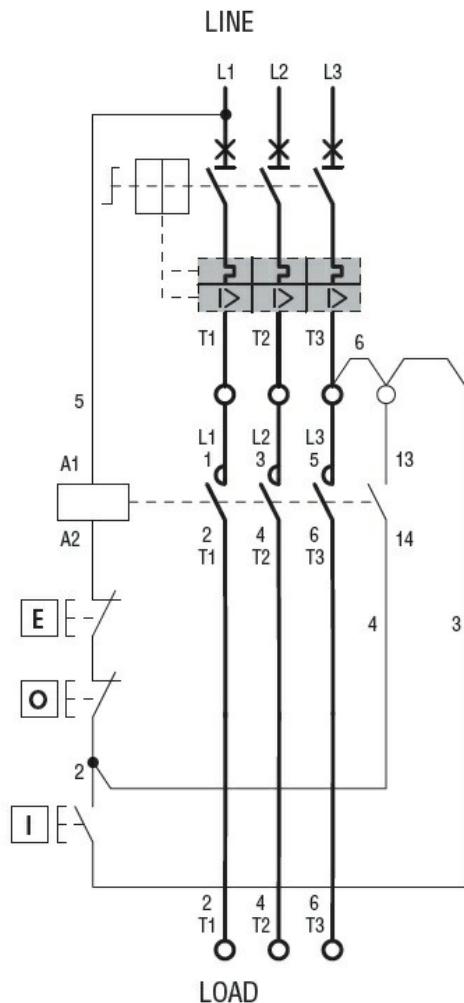 LINE
L1 L2 L3
I> I> I>
T1 T2 T3
6
5
L1 L2 L3
1 3 5
13
A1
A2
2 4 6
T1 T2 T3
14
E
4 3
O
2
I
2 4 6
T1 T2 T3
LOAD